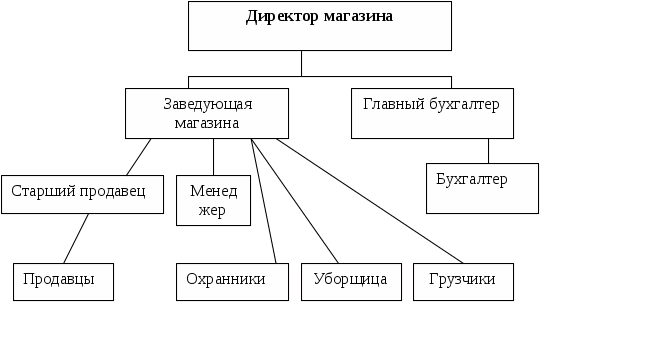 Директор магазина
Заведующая
магазина
Главный бухгалтер
Старший продавец
Менед
жер
Бухгалтер
Продавцы
Охранники
Уборщица
Грузчики